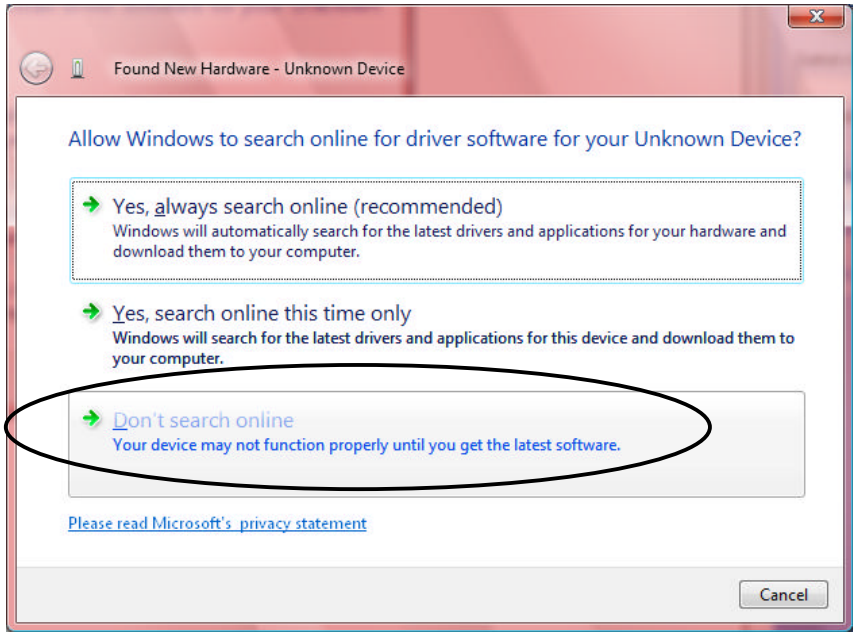 Found New Hardware - Unknown Device
Allow Windows to search online for driver software for your Unknown Device?
Yes, always search online (recommended)
Windows will automatically search for the latest drivers and applications for your hardware and
download them to your computer.
Yes, search online this time only
Windows will search for the latest drivers and applications for this device and download them to
your computer.
Don't search online
Your device may not function properly until you get the latest software.
Please read Microsoft's privacy statement
Cancel